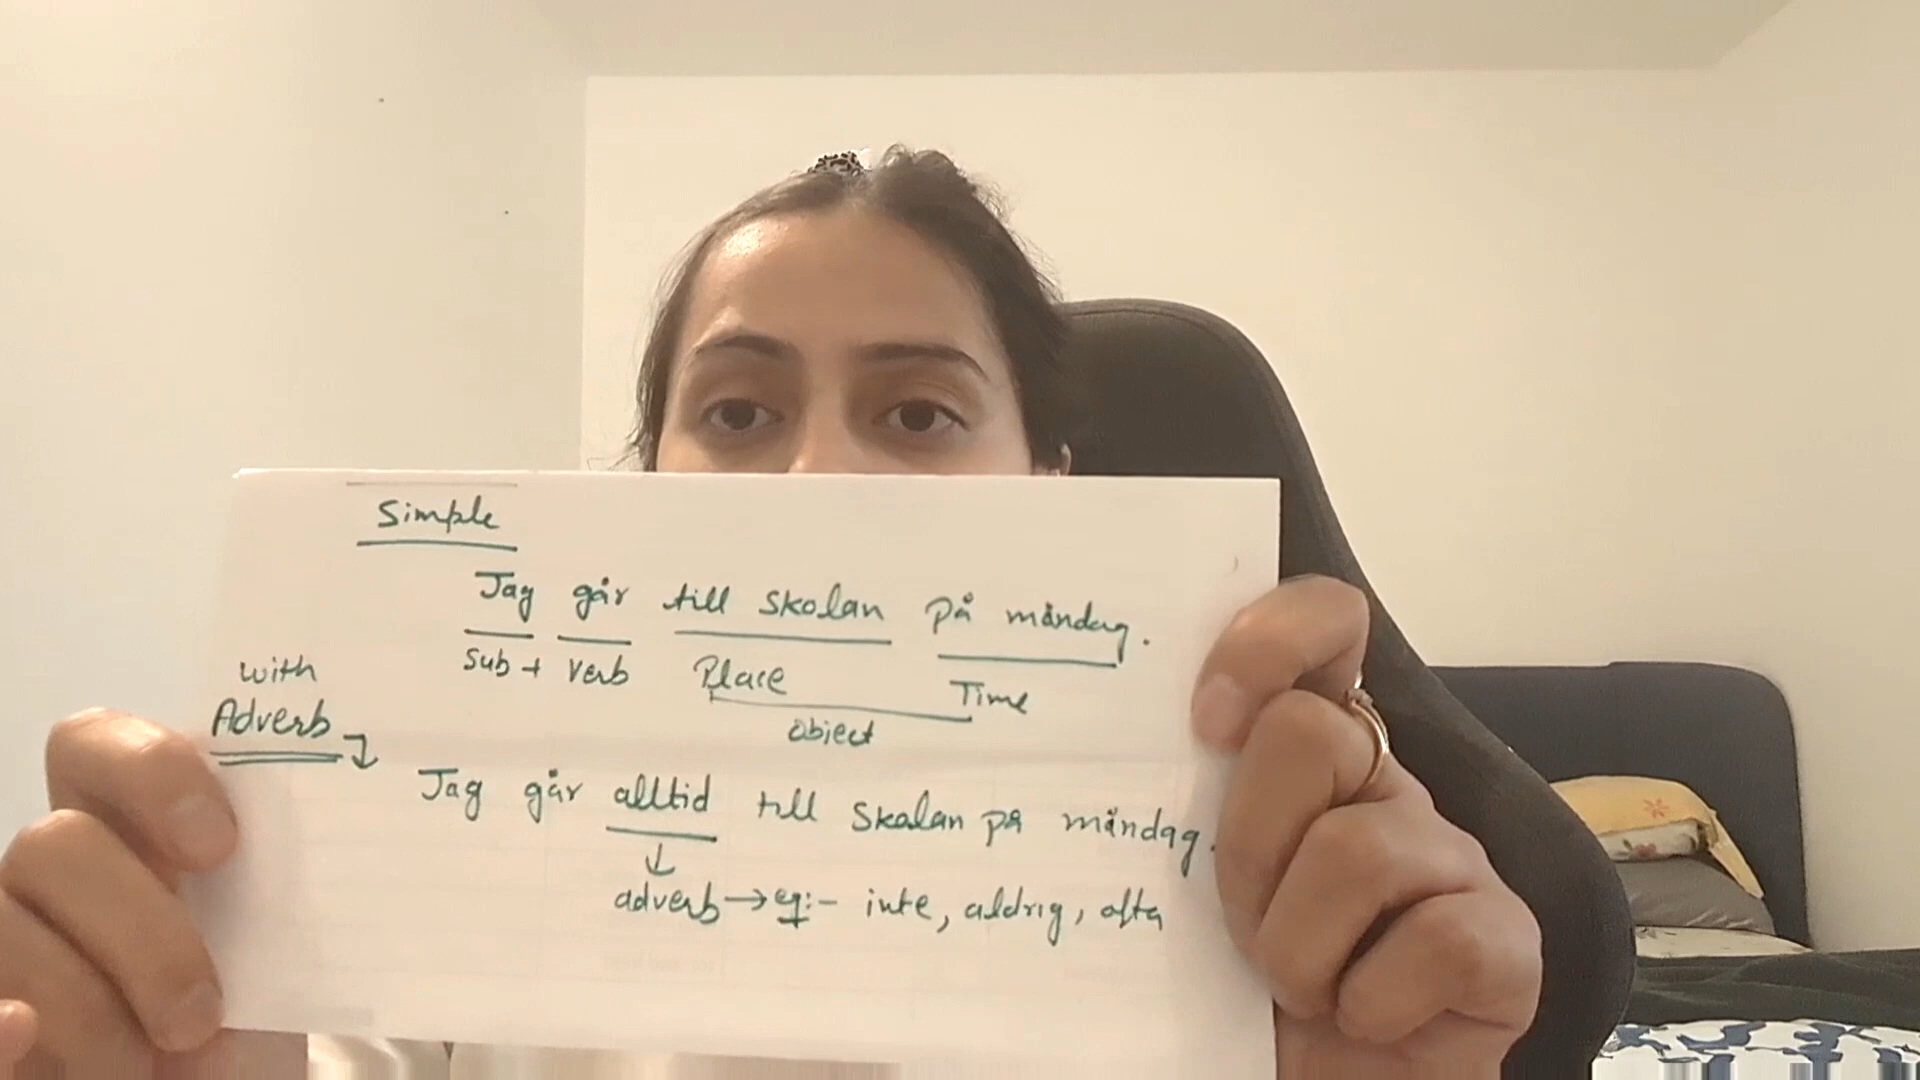 Simple
Jag går till skolan på måndag.
Sub + Verb Place Time
object
with
Adverb
Jag går alltid till skolan på måndag.
adverb → eg:- inte, aldrig, ofta